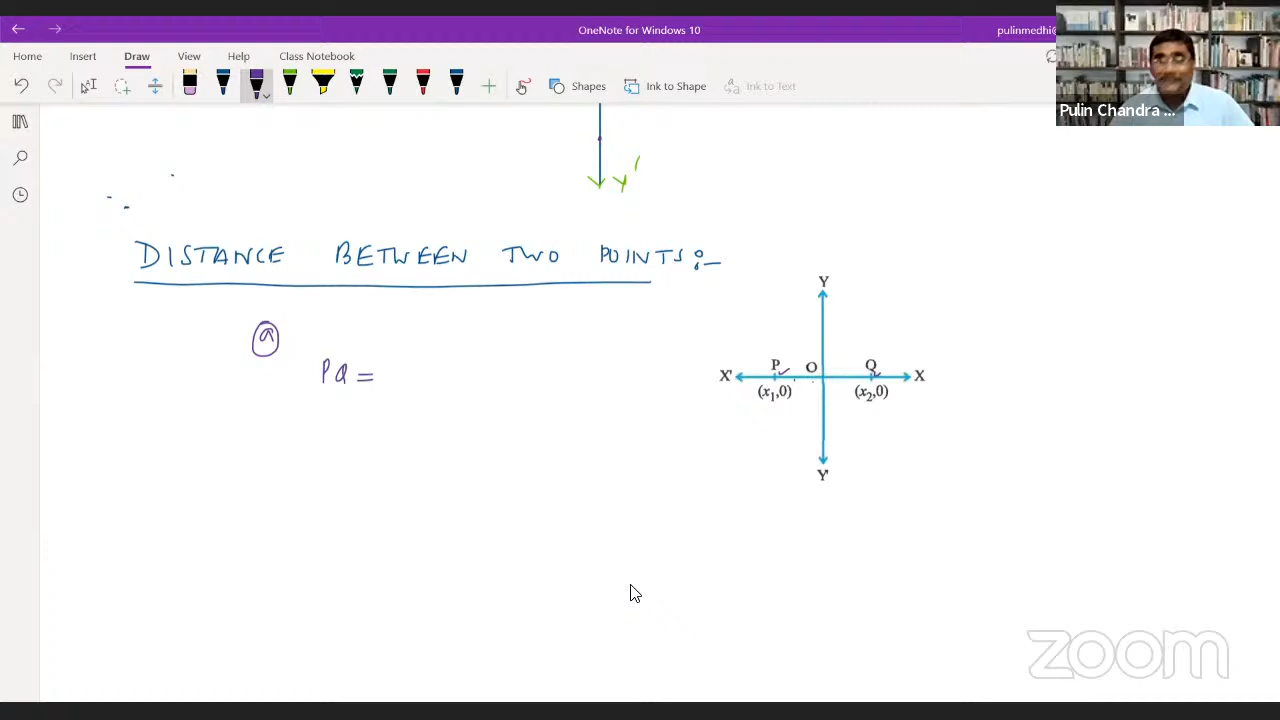 OneNote for Windows 10
pulinmedhi@
Home Insert Draw View Help Class Notebook
Shapes Ink to Shape Ink to Text
Pulin Chandra ...
Y'
DISTANCE BETWEEN TWO POINTS :-
Y
a
PQ =
P O Q
X' X
(x₁,0) (x₂,0)
Y'
zoom